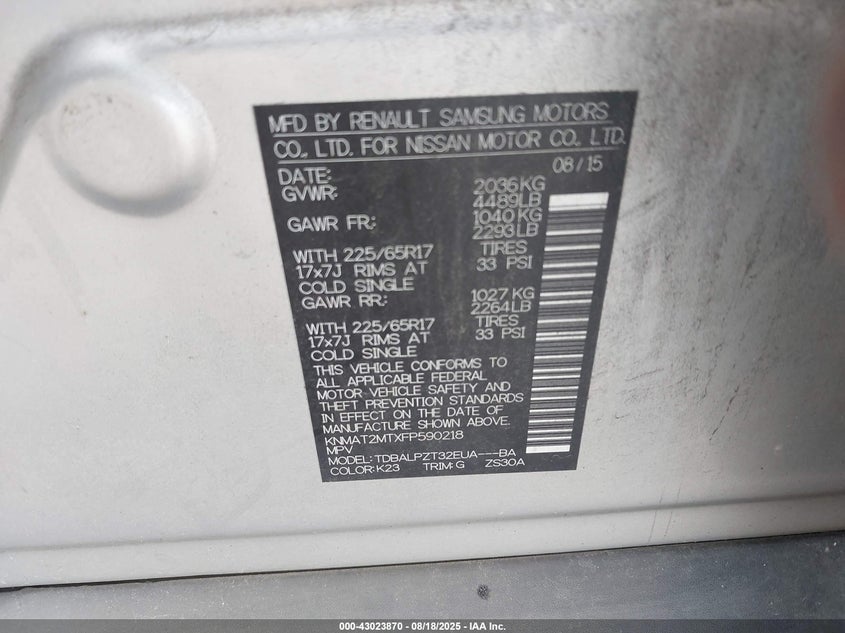 MFD BY RENAULT SAMSUNG MOTORS
CO., LTD. FOR NISSAN MOTOR CO., LTD.
DATE: 08/15
GVWR: 2036KG
4489LB
GAWR FR: 1040KG
2293LB
WITH 225/65R17 TIRES
17x7J RIMS AT 33 PSI
COLD SINGLE
GAWR RR: 1027KG
2264LB
WITH 225/65R17 TIRES
17x7J RIMS AT 33 PSI
COLD SINGLE
THIS VEHICLE CONFORMS TO
ALL APPLICABLE FEDERAL
MOTOR VEHICLE SAFETY AND
THEFT PREVENTION STANDARDS
IN EFFECT ON THE DATE OF
MANUFACTURE SHOWN ABOVE.
KNMAT2MTXFP590218
MPV
MODEL: TDBALPZT32EUA---BA
COLOR:K23 TRIM:G ZS30A
000-43023870 - 08/18/2025 - IAA Inc.